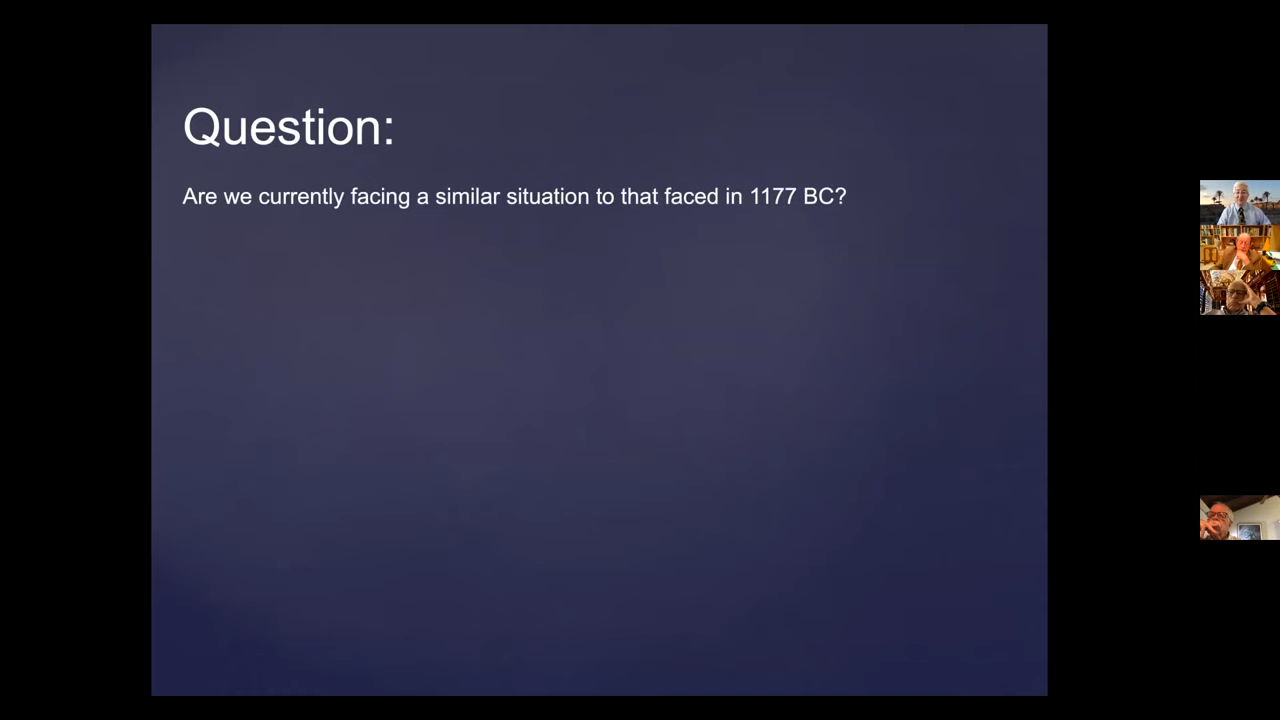 Question:
Are we currently facing a similar situation to that faced in 1177 BC?